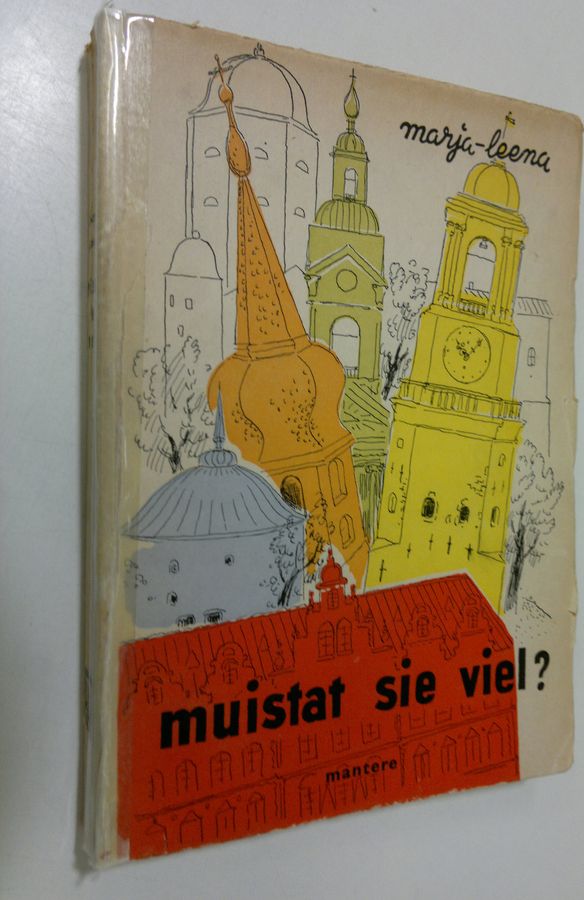 marja-leena
muistat sie viel?
mantere